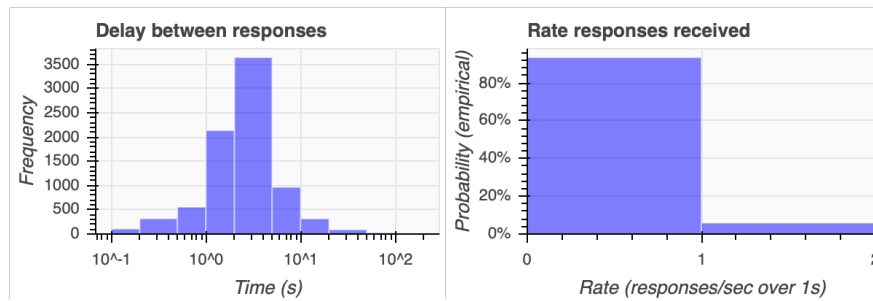 Delay between responses
3500
3000
2500
2000
1500
1000
500
0
Frequency
10^-1 10^0 10^1 10^2
Time (s)
Rate responses received
80%
60%
40%
20%
0%
Probability (empirical)
0 1
Rate (responses/sec over 1s)